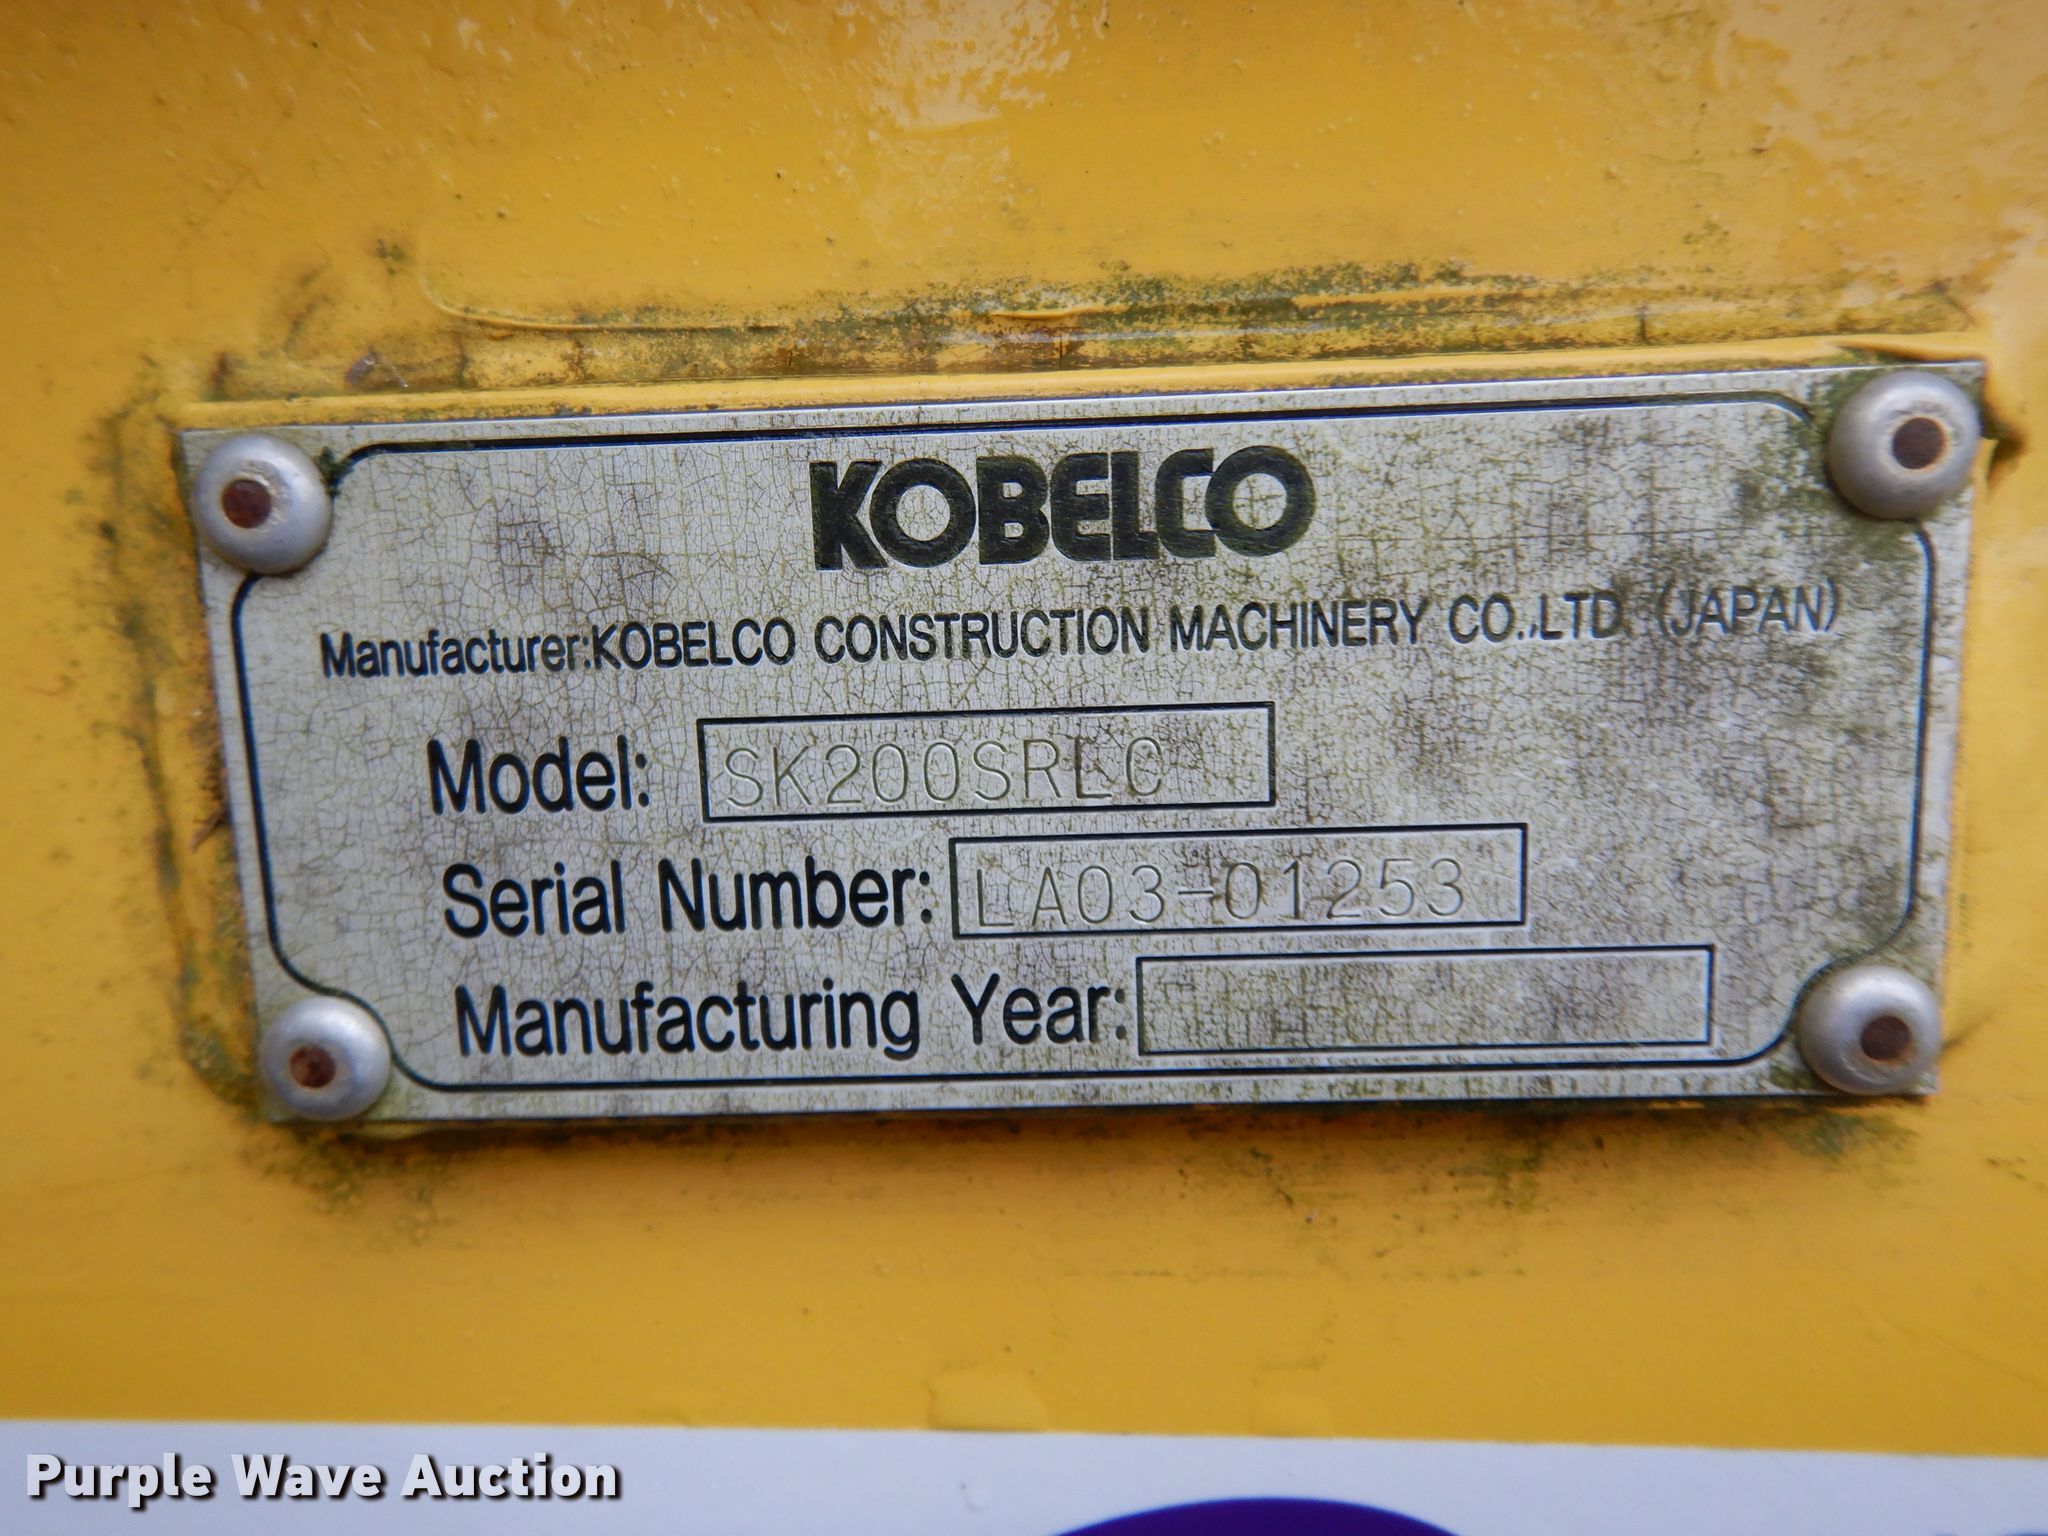 KOBELCO
Manufacturer:KOBELCO CONSTRUCTION MACHINERY CO.,LTD. (JAPAN)
Model: SK200SRLC
Serial Number: LA03-01253
Manufacturing Year:
Purple Wave Auction